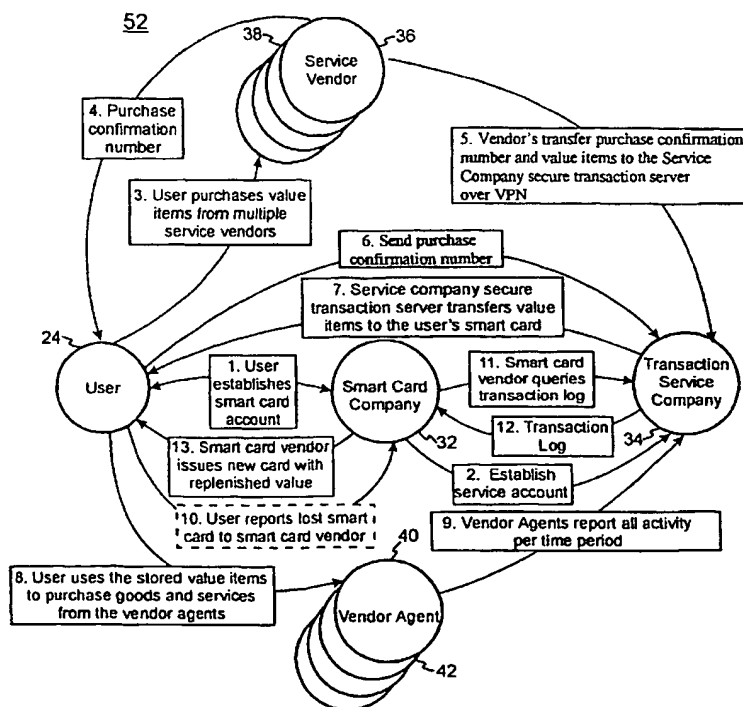 52
38
36
Service
Vendor
4. Purchase
confirmation
number
5. Vendor's transfer purchase confirmation
number and value items to the Service
Company secure transaction server
over VPN
3. User purchases value
items from multiple
service vendors
6. Send purchase
confirmation number
7. Service company secure
transaction server transfers value
items to the user's smart card
24
User
1. User
establishes
smart card
account
Smart Card
Company
32
11. Smart card
vendor queries
transaction log
Transaction
Service
Company
34
12. Transaction
Log
13. Smart card vendor
issues new card with
replenished value
2. Establish
service account
10. User reports lost smart
card to smart card vendor
9. Vendor Agents report all activity
per time period
8. User uses the stored value items
to purchase goods and services
from the vendor agents
40
Vendor Agent
42